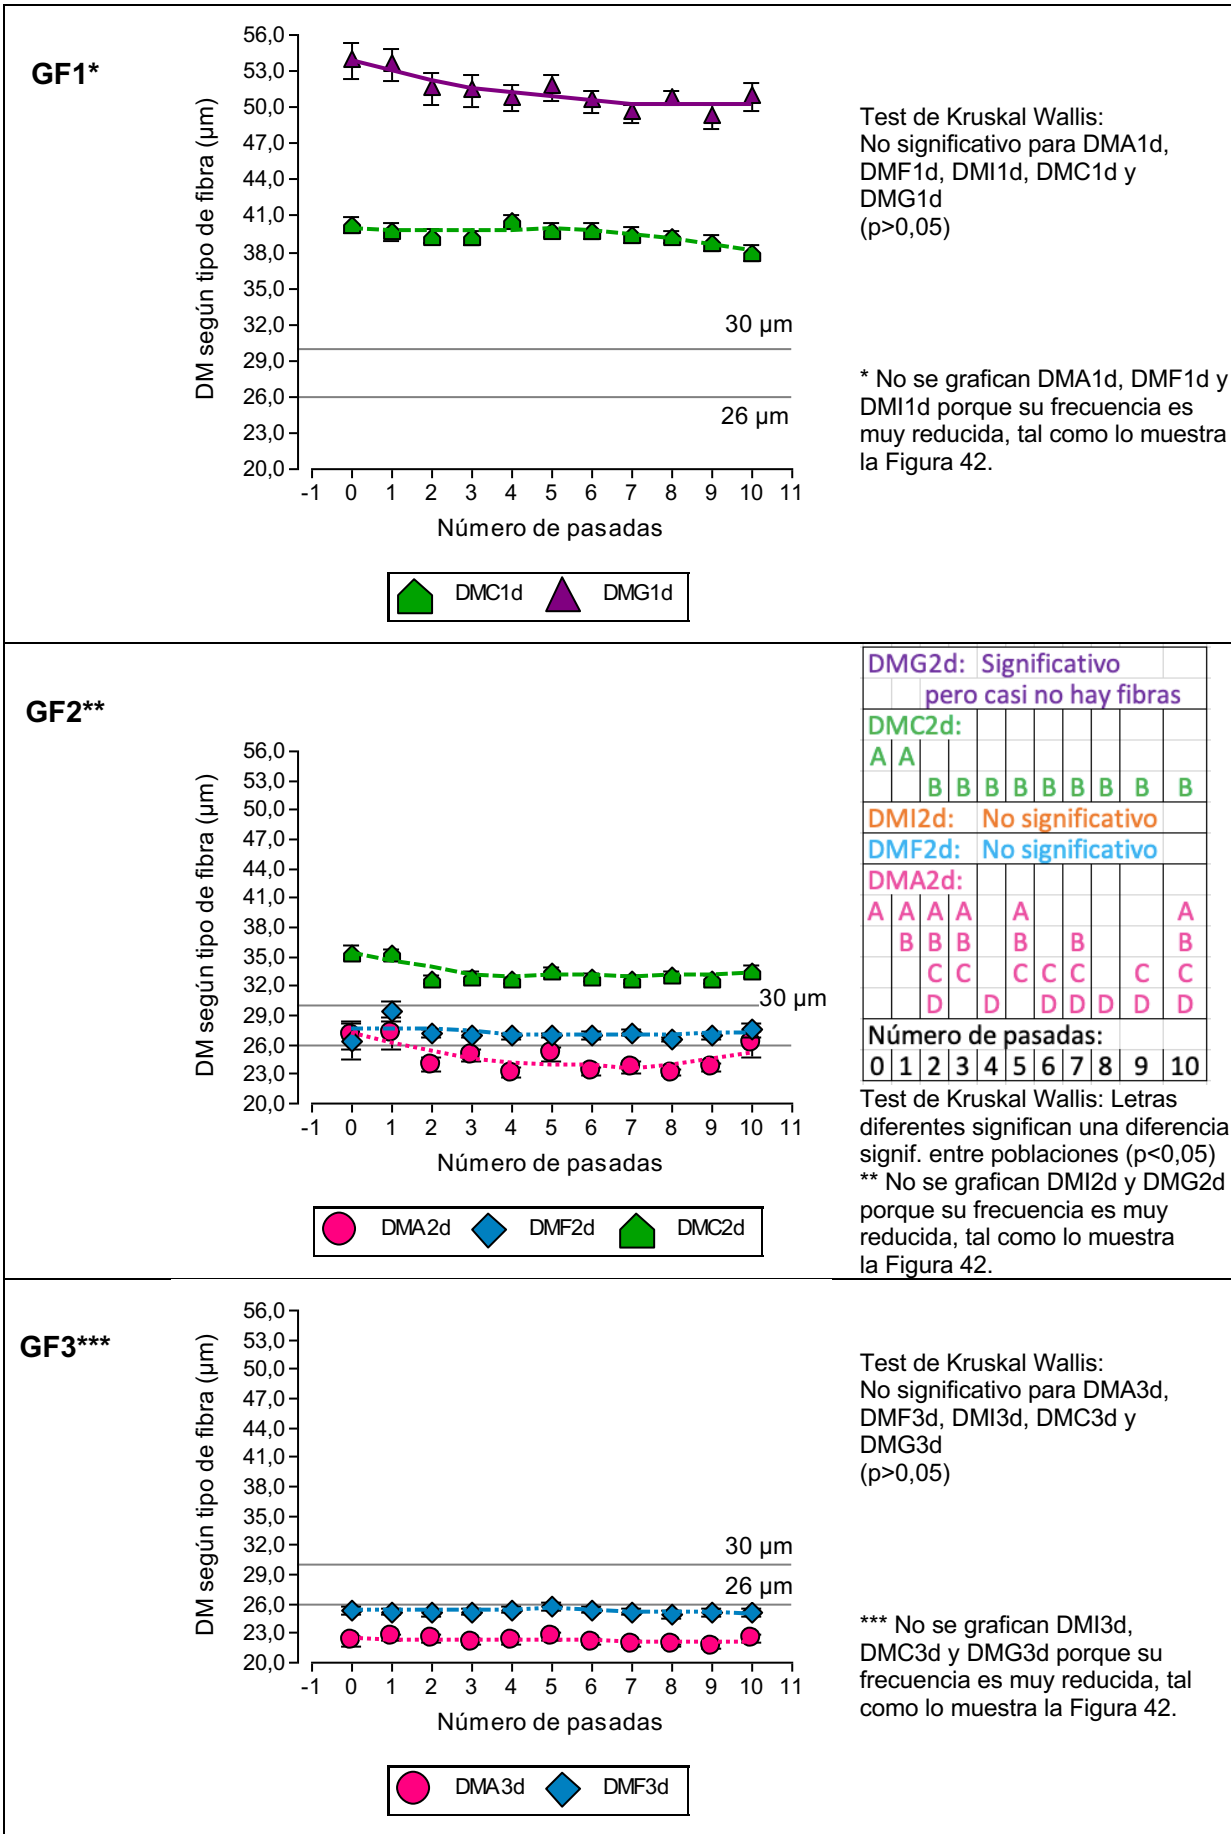 GF1*
DM según tipo de fibra (µm)
56,0
53,0
50,0
47,0
44,0
41,0
38,0
35,0
32,0
29,0
26,0
23,0
20,0
30 µm
26 µm
-1 0 1 2 3 4 5 6 7 8 9 10 11
Número de pasadas
DMC1d DMG1d
Test de Kruskal Wallis:
No significativo para DMA1d,
DMF1d, DMI1d, DMC1d y
DMG1d
(p>0,05)
* No se grafican DMA1d, DMF1d y
DMI1d porque su frecuencia es
muy reducida, tal como lo muestra
la Figura 42.
GF2**
DM según tipo de fibra (µm)
56,0
53,0
50,0
47,0
44,0
41,0
38,0
35,0
32,0
29,0
26,0
23,0
20,0
30 µm
-1 0 1 2 3 4 5 6 7 8 9 10 11
Número de pasadas
DMA2d DMF2d DMC2d
DMG2d: Significativo
pero casi no hay fibras
DMC2d:
A A
B B B B B B B B B
DMI2d: No significativo
DMF2d: No significativo
DMA2d:
A A A A A A
B B B B B B
C C C C C C C
D D D D D D D
Número de pasadas:
0 1 2 3 4 5 6 7 8 9 10
Test de Kruskal Wallis: Letras
diferentes significan una diferencia
signif. entre poblaciones (p<0,05)
** No se grafican DMI2d y DMG2d
porque su frecuencia es muy
reducida, tal como lo muestra
la Figura 42.
GF3***
DM según tipo de fibra (µm)
56,0
53,0
50,0
47,0
44,0
41,0
38,0
35,0
32,0
29,0
26,0
23,0
20,0
30 µm
26 µm
-1 0 1 2 3 4 5 6 7 8 9 10 11
Número de pasadas
DMA3d DMF3d
Test de Kruskal Wallis:
No significativo para DMA3d,
DMF3d, DMI3d, DMC3d y
DMG3d
(p>0,05)
*** No se grafican DMI3d,
DMC3d y DMG3d porque su
frecuencia es muy reducida, tal
como lo muestra la Figura 42.